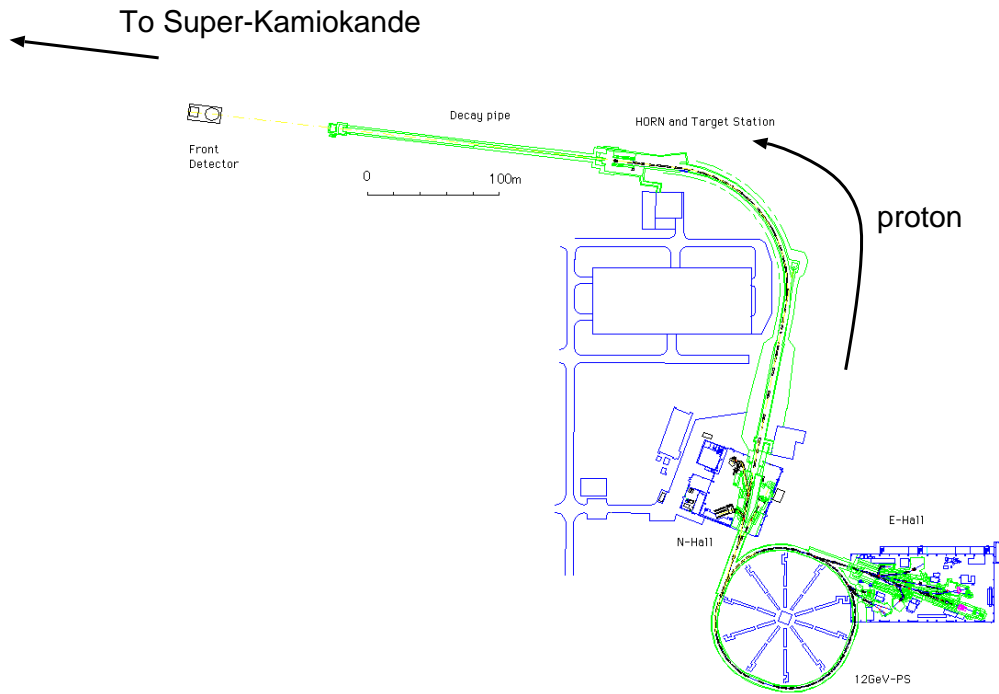 To Super-Kamiokande
Decay pipe
HORN and Target Station
Front
Detector
0 100m
proton
E-Hall
N-Hall
12GeV-PS